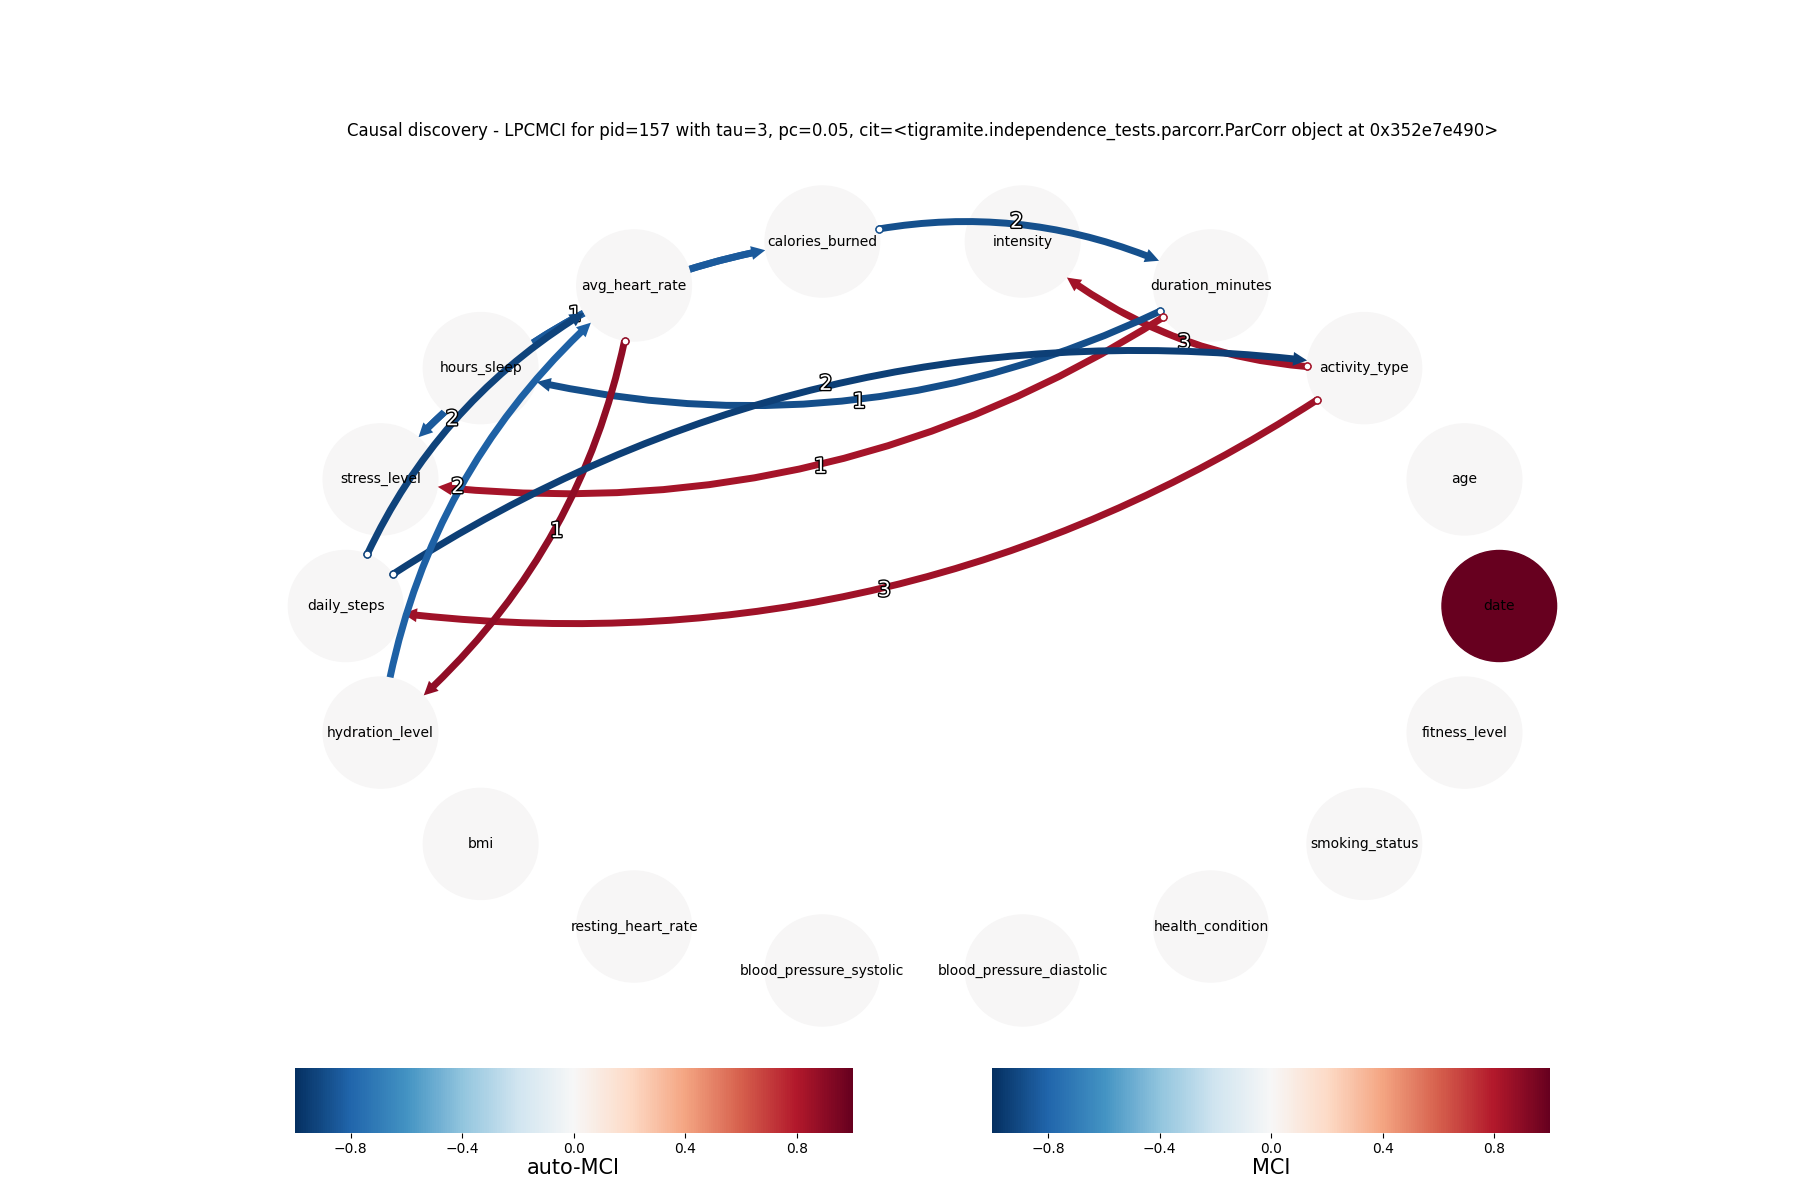 Causal discovery - LPCMCI for pid=157 with tau=3, pc=0.05, cit=<tigramite.independence_tests.parcorr.ParCorr object at 0x352e7e490>
2
calories_burned
intensity
avg_heart_rate
duration_minutes
1
3
hours_sleep
activity_type
2
1
2
1
stress_level
age
2
1
3
daily_steps
date
hydration_level
fitness_level
bmi
smoking_status
resting_heart_rate
health_condition
blood_pressure_systolic
blood_pressure_diastolic
−0.8 −0.4 0.0 0.4 0.8
auto-MCI
−0.8 −0.4 0.0 0.4 0.8
MCI